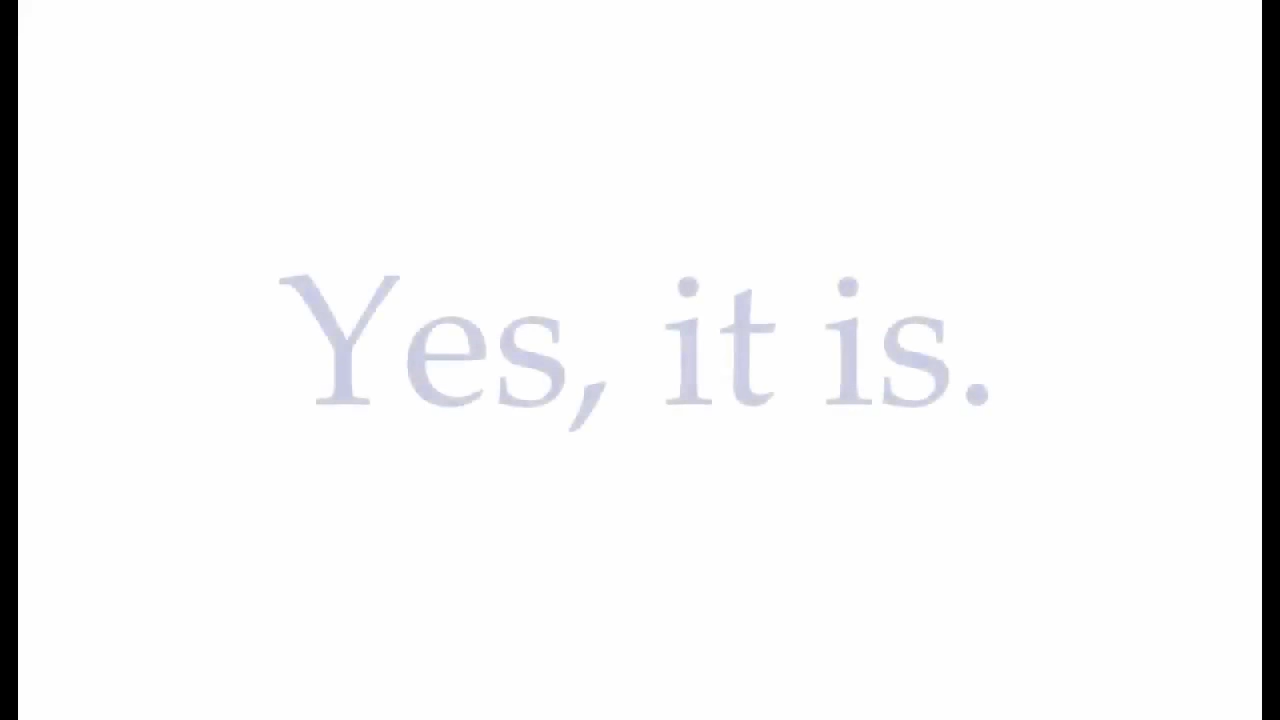 Yes, it is.